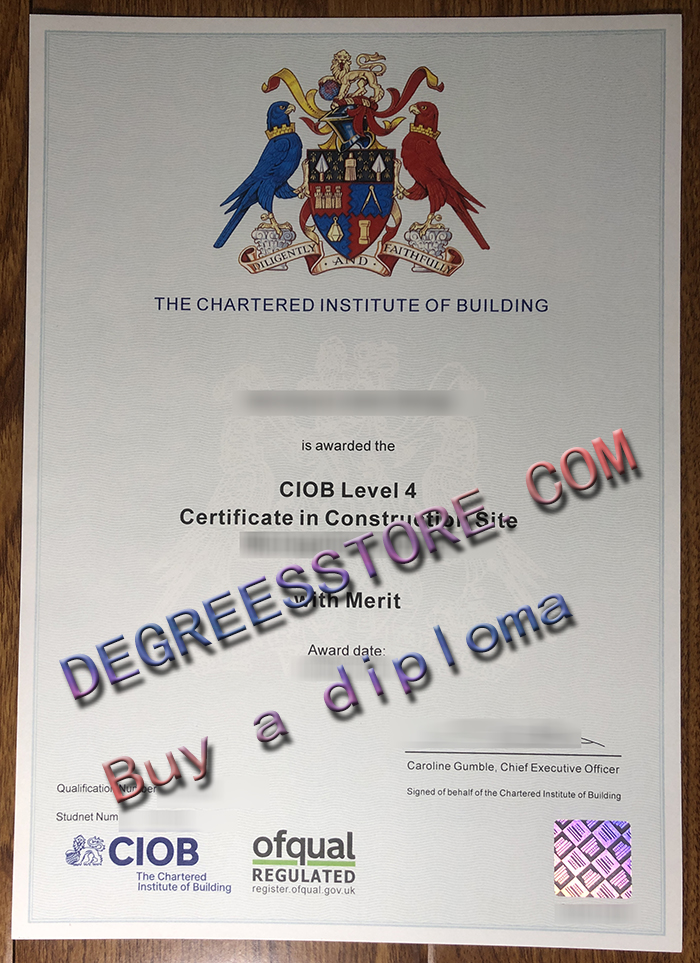 DILIGENTLY AND FAITHFULLY
THE CHARTERED INSTITUTE OF BUILDING
is awarded the
CIOB Level 4
Certificate in Construction Site
With Merit
Award date:
DEGREESSTORE. COM
Buy a diploma
Caroline Gumble, Chief Executive Officer
Signed of behalf of the Chartered Institute of Building
Qualification Number
Studnet Num
CIOB
The Chartered
Institute of Building
ofqual
REGULATED
register.ofqual.gov.uk